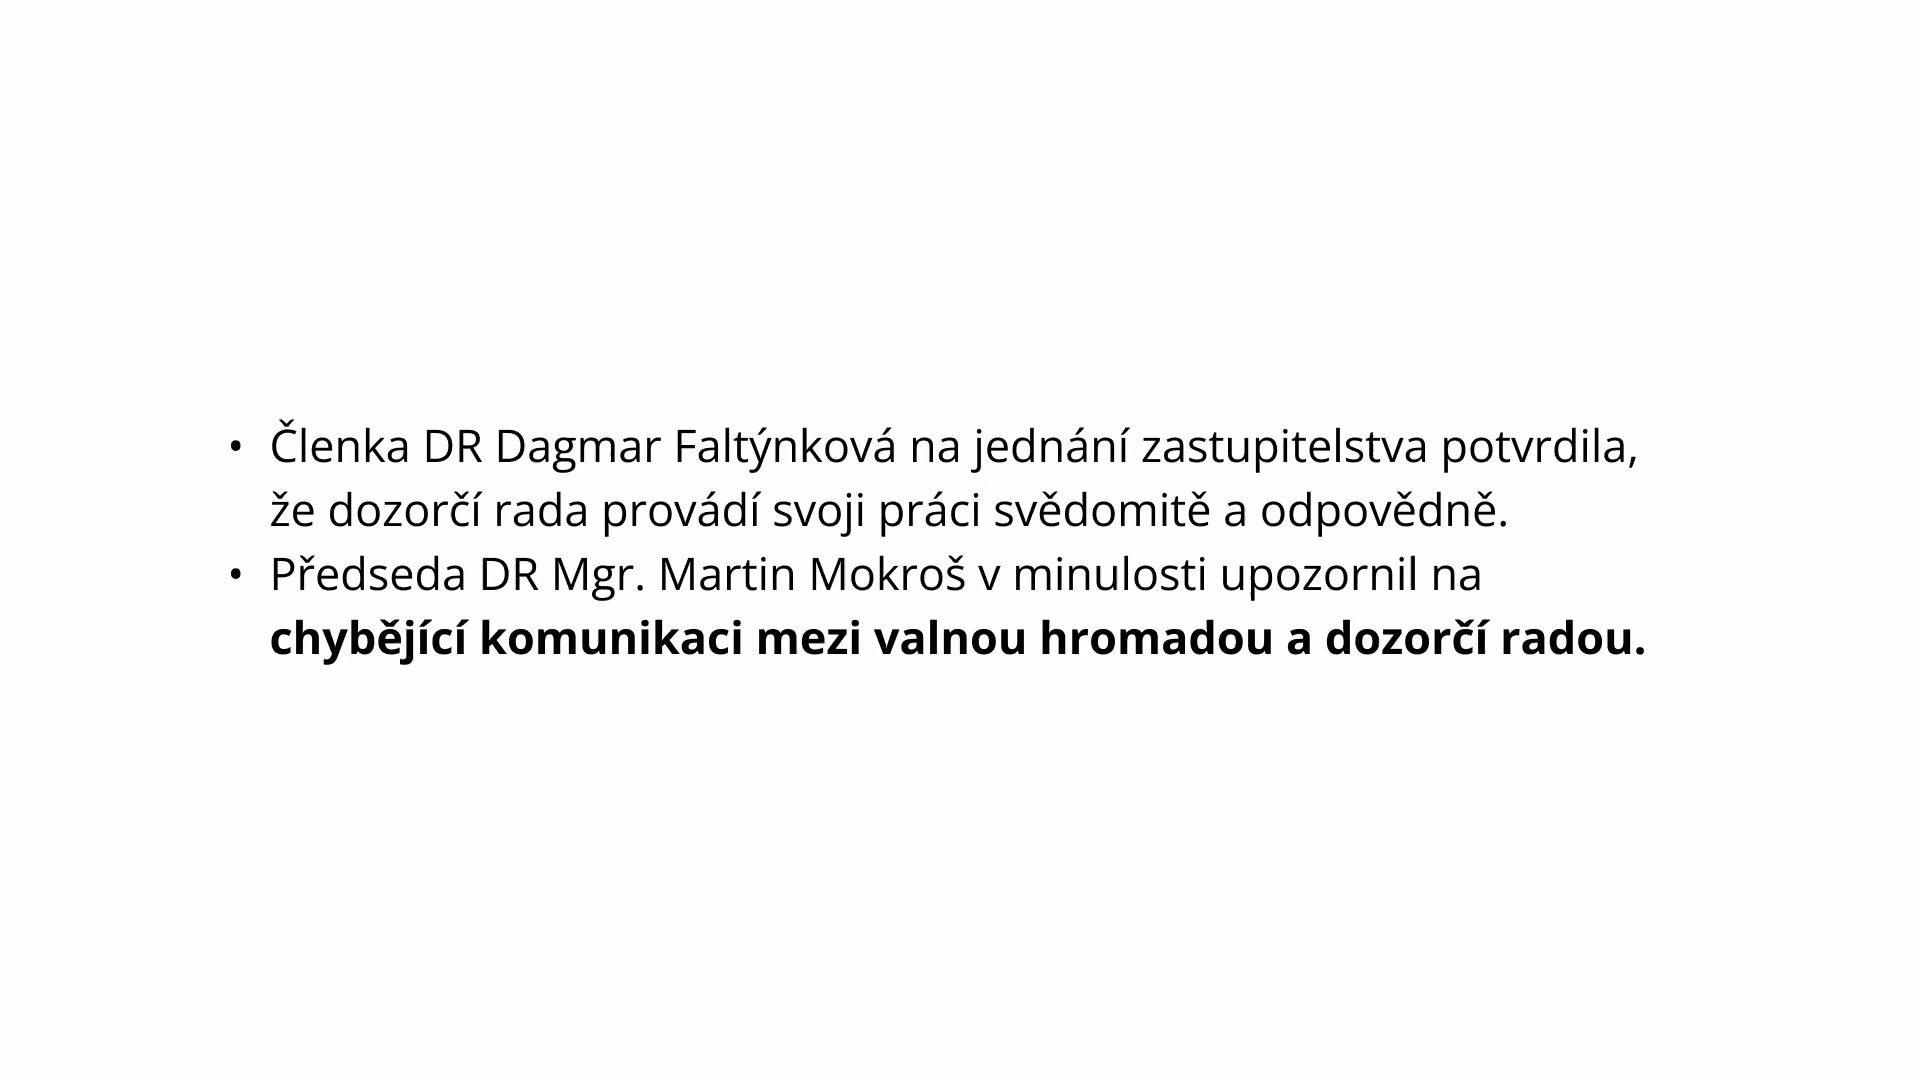 • Členka DR Dagmar Faltýnková na jednání zastupitelstva potvrdila,
že dozorčí rada provádí svoji práci svědomitě a odpovědně.
• Předseda DR Mgr. Martin Mokroš v minulosti upozornil na
chybějící komunikaci mezi valnou hromadou a dozorčí radou.